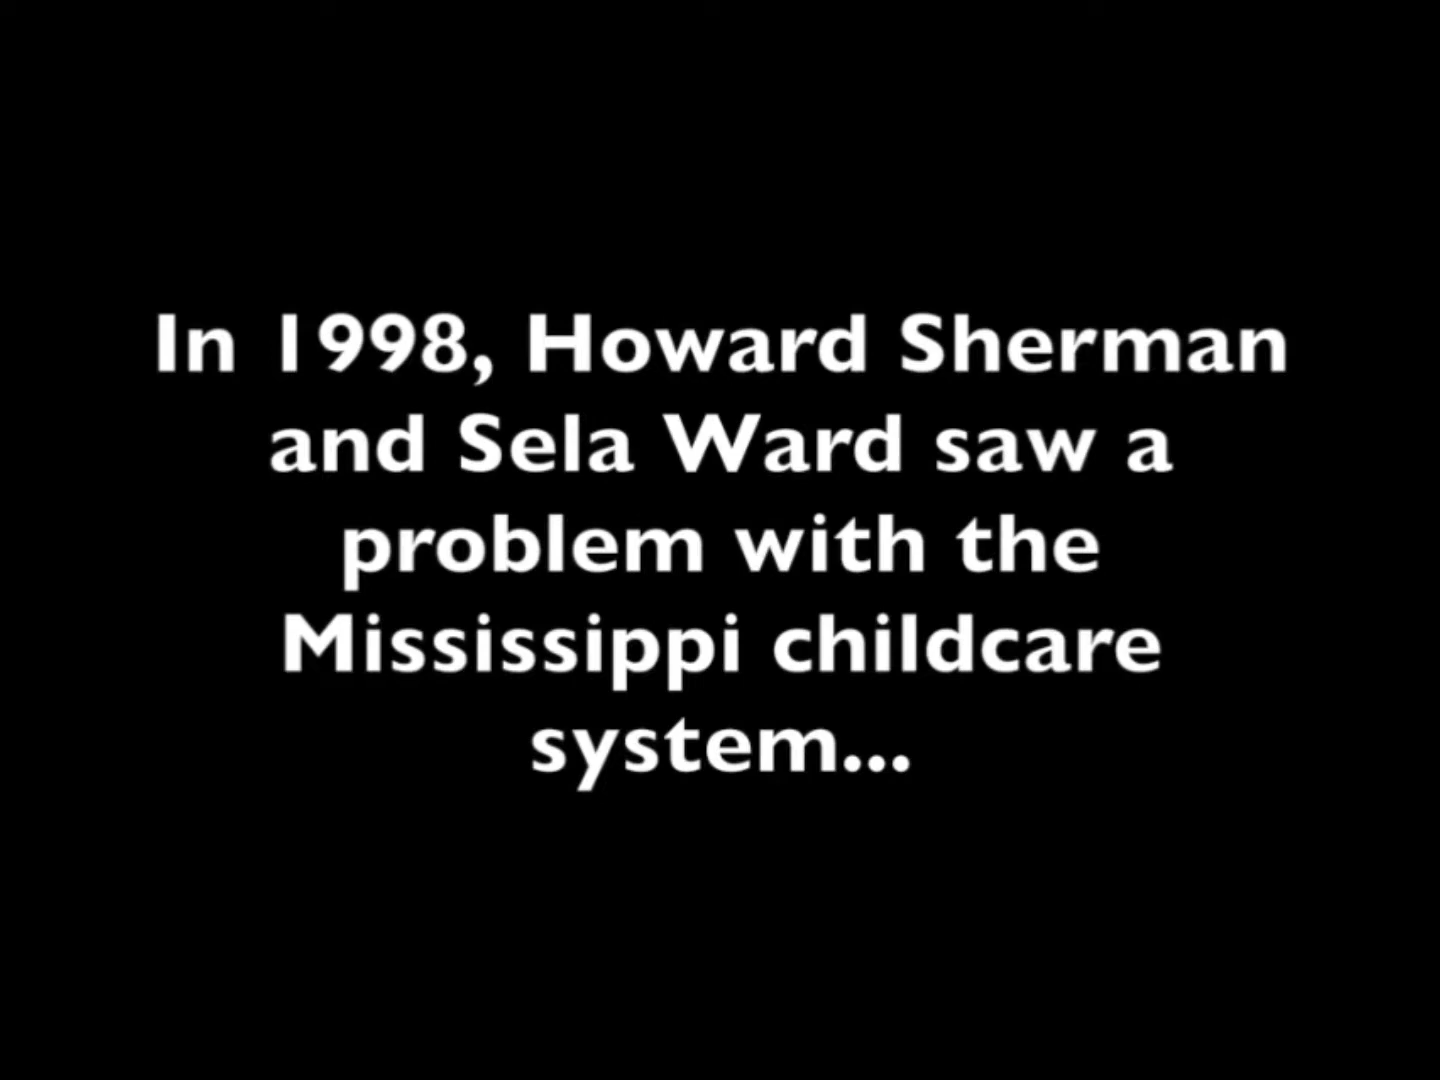 In 1998, Howard Sherman
and Sela Ward saw a
problem with the
Mississippi childcare
system...